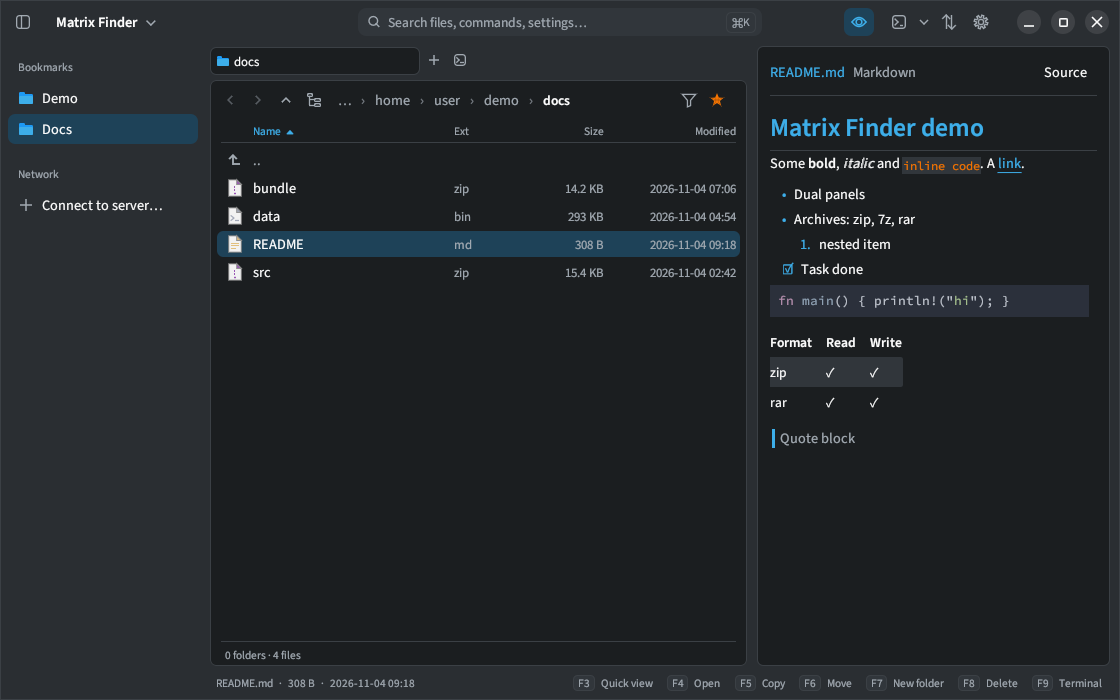 Matrix Finder
Search files, commands, settings…
⌘K
Bookmarks
Demo
Docs
Network
Connect to server…
docs
… › home › user › demo › docs
Name Ext Size Modified
..
bundle zip 14.2 KB 2026-11-04 07:06
data bin 293 KB 2026-11-04 04:54
README md 308 B 2026-11-04 09:18
src zip 15.4 KB 2026-11-04 02:42
0 folders · 4 files
README.md Markdown Source
Matrix Finder demo
Some bold, italic and inline code. A link.
• Dual panels
• Archives: zip, 7z, rar
1. nested item
Task done
fn main() { println!("hi"); }
Format Read Write
zip ✓ ✓
rar ✓ ✓
Quote block
README.md · 308 B · 2026-11-04 09:18
F3 Quick view F4 Open F5 Copy F6 Move F7 New folder F8 Delete F9 Terminal